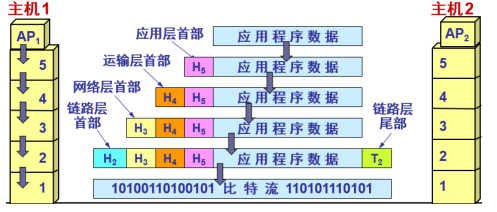 主机1
主机2
AP1
AP2
应用层首部
应用程序数据
运输层首部
5
H5
应用程序数据
5
网络层首部
4
H4
H5
应用程序数据
4
链路层
首部
链路层
尾部
3
H3
H4
H5
应用程序数据
3
2
H2
H3
H4
H5
应用程序数据
T2
2
1
10100110100101 比特流 110101110101
1